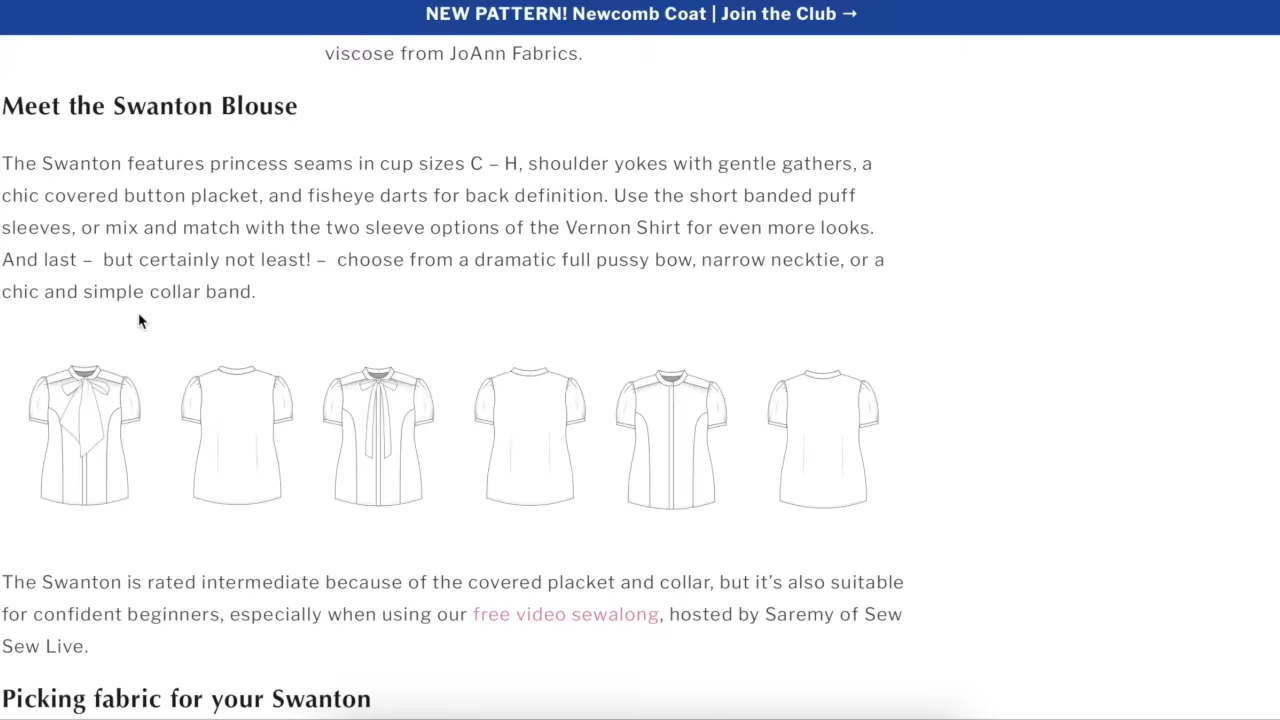 NEW PATTERN! Newcomb Coat | Join the Club →
viscose from JoAnn Fabrics.
Meet the Swanton Blouse
The Swanton features princess seams in cup sizes C – H, shoulder yokes with gentle gathers, a
chic covered button placket, and fisheye darts for back definition. Use the short banded puff
sleeves, or mix and match with the two sleeve options of the Vernon Shirt for even more looks.
And last – but certainly not least! – choose from a dramatic full pussy bow, narrow necktie, or a
chic and simple collar band.
The Swanton is rated intermediate because of the covered placket and collar, but it’s also suitable
for confident beginners, especially when using our free video sewalong, hosted by Saremy of Sew
Sew Live.
Picking fabric for your Swanton